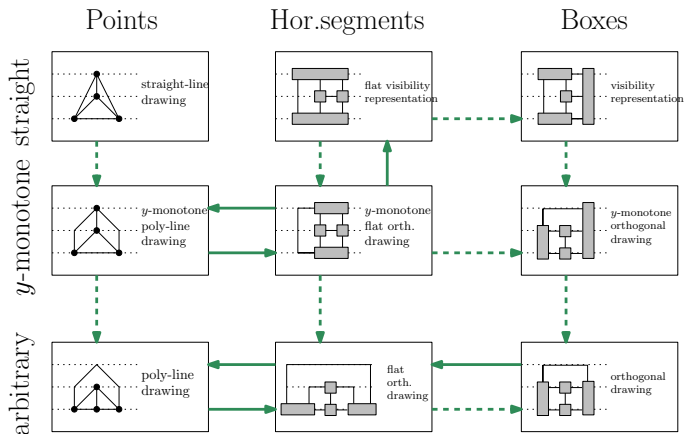 Points
Hor.segments
Boxes
straight
straight-line
drawing
flat visibility
representation
visibility
representation
y-monotone
y-monotone
poly-line
drawing
y-monotone
flat orth.
drawing
y-monotone
orthogonal
drawing
arbitrary
poly-line
drawing
flat
orth.
drawing
orthogonal
drawing